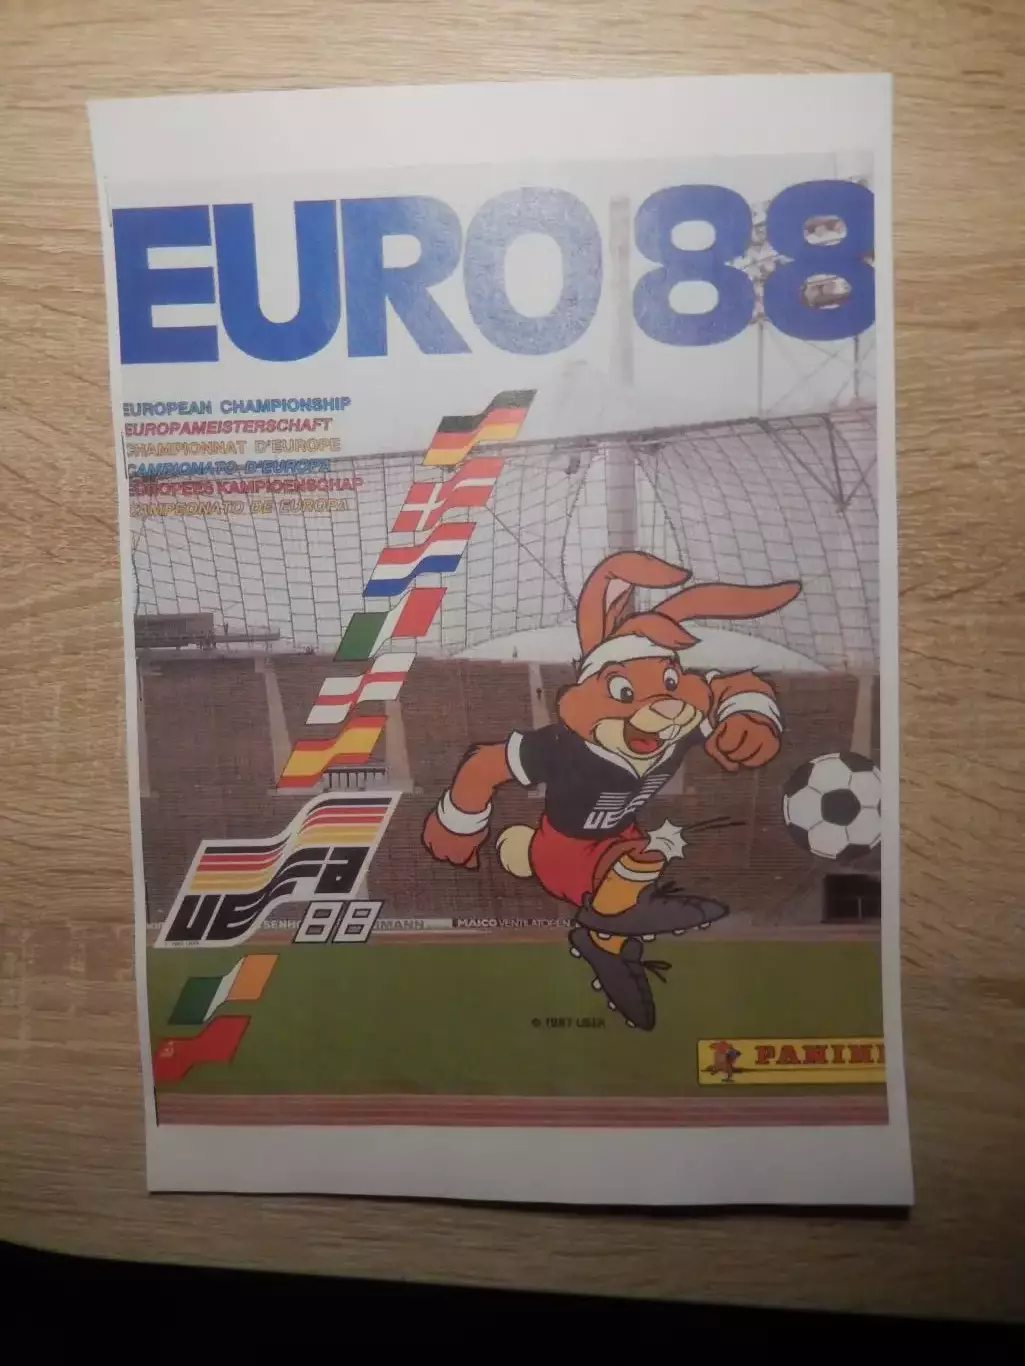 EURO 88
EUROPEAN CHAMPIONSHIP
EUROPAMEISTERSCHAFT
CHAMPIONNAT D'EUROPE
CAMPIONATO D'EUROPA
EUROPEES KAMPIOENSCHAP
CAMPEONATO DE EUROPA
UEFA
UEFA
88
MAICO VENTILATOREN
© 1987 UEFA
PANINI